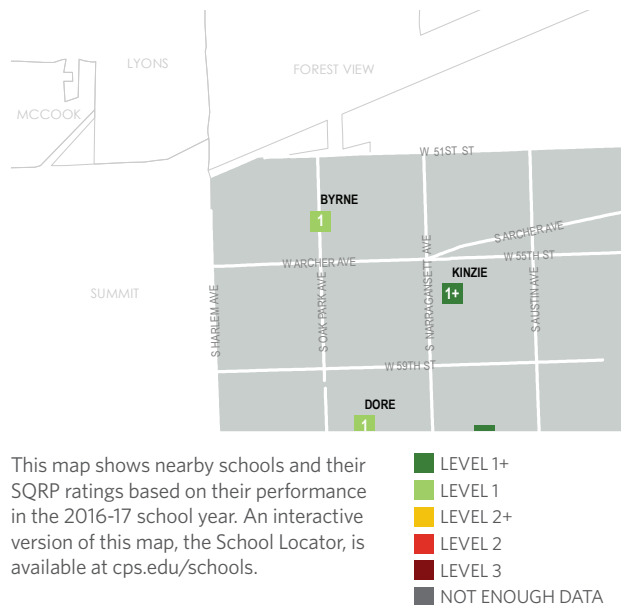 LYONS
FOREST VIEW
MCCOOK
W 51ST ST
BYRNE
1
S ARCHER AVE
W ARCHER AVE
W 55TH ST
KINZIE
1+
SUMMIT
S HARLEM AVE
S OAK PARK AVE
S NARRAGANSETT AVE
S AUSTIN AVE
W 59TH ST
DORE
1
This map shows nearby schools and their
SQRP ratings based on their performance
in the 2016-17 school year. An interactive
version of this map, the School Locator, is
available at cps.edu/schools.
LEVEL 1+
LEVEL 1
LEVEL 2+
LEVEL 2
LEVEL 3
NOT ENOUGH DATA